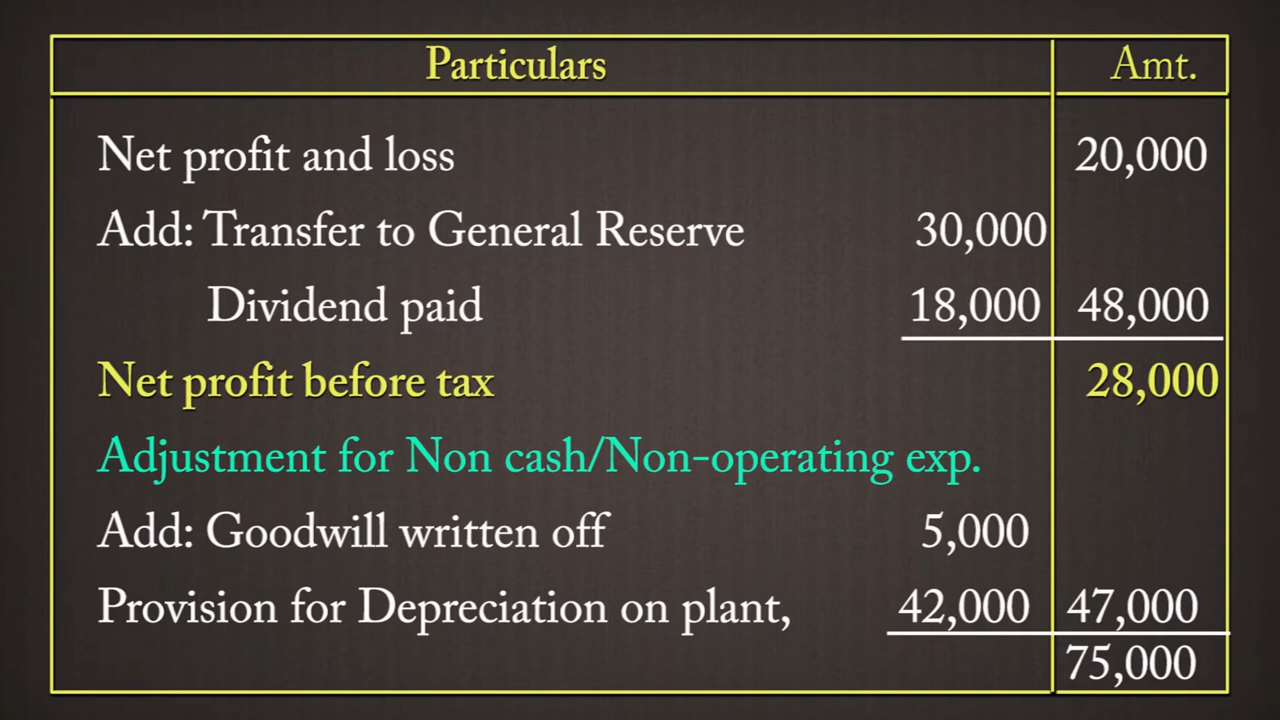 Particulars Amt.
Net profit and loss 20,000
Add: Transfer to General Reserve 30,000
Dividend paid 18,000 48,000
Net profit before tax 28,000
Adjustment for Non cash/Non-operating exp.
Add: Goodwill written off 5,000
Provision for Depreciation on plant, 42,000 47,000
75,000